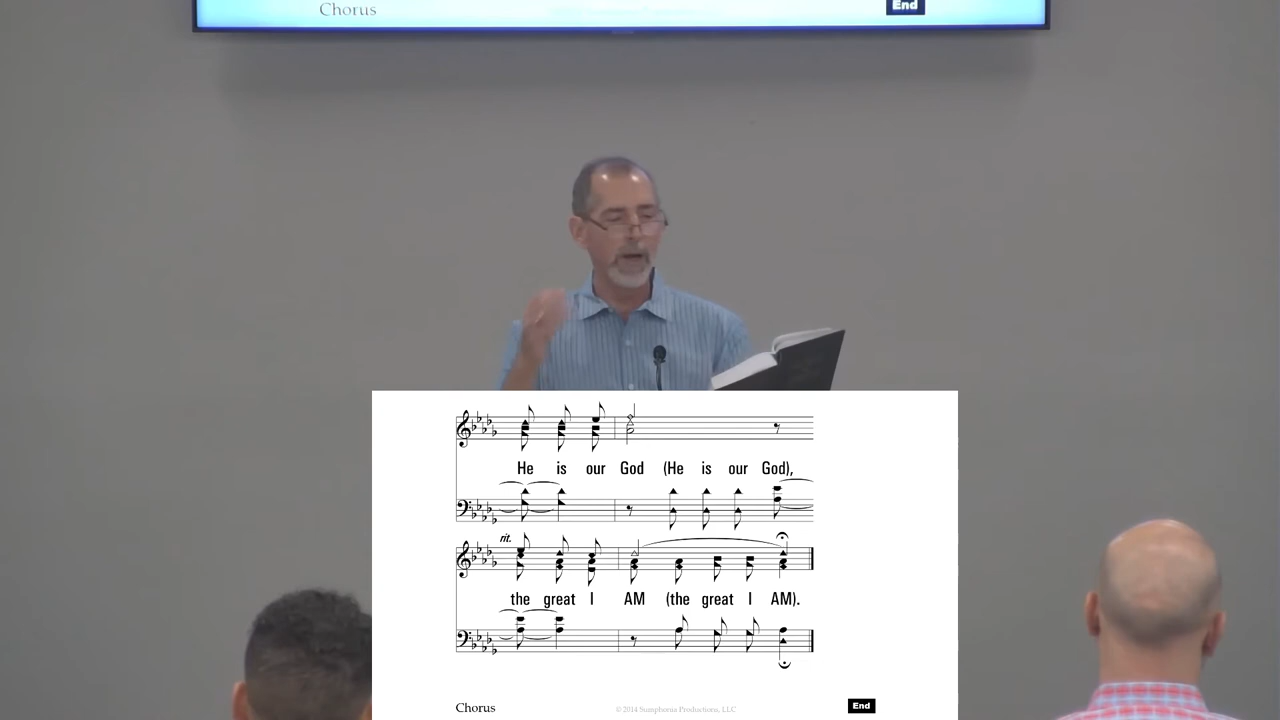 Chorus
End
He is our God (He is our God),
rit.
the great I AM (the great I AM).
Chorus
© 2014 Sumphonia Productions, LLC
End